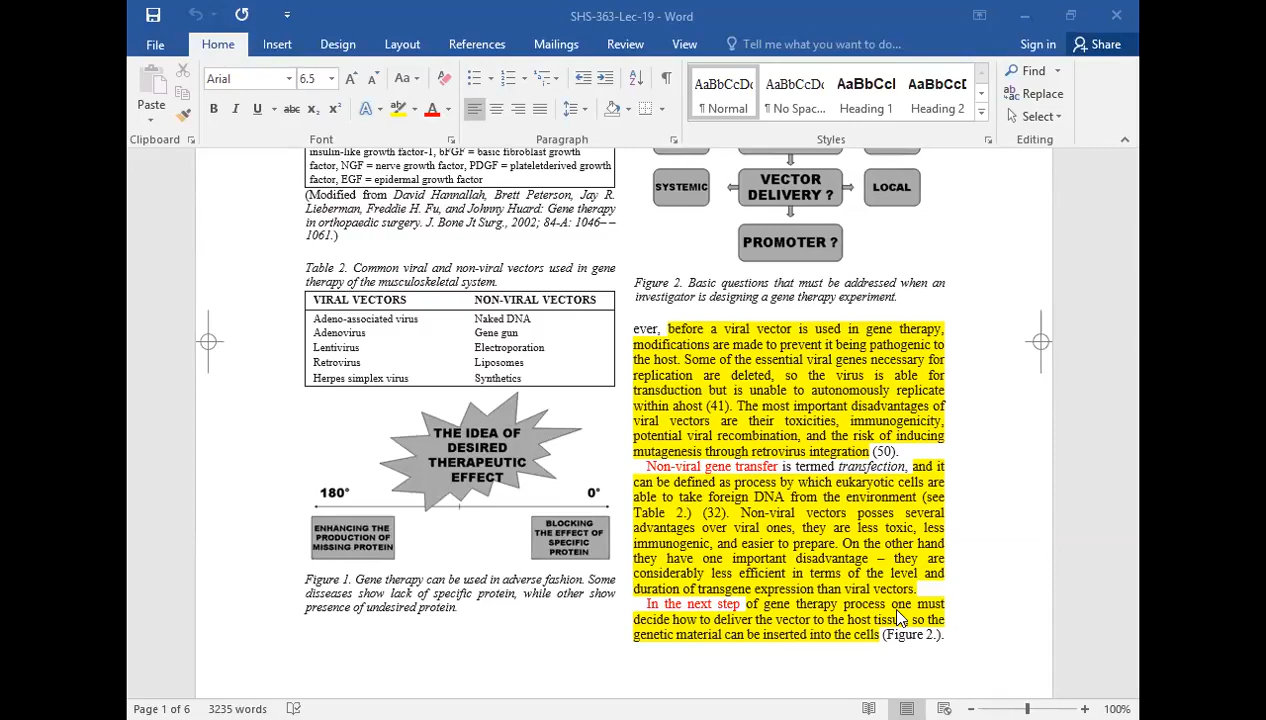 SHS-363-Lec-19 - Word
File Home Insert Design Layout References Mailings Review View Tell me what you want to do... Sign in Share
Paste
Clipboard
Arial 6.5
Font
Paragraph
AaBbCcDc AaBbCcDc AaBbCcI AaBbCcE
¶ Normal ¶ No Spac... Heading 1 Heading 2
Styles
Find
Replace
Select
Editing
insulin-like growth factor-1, bFGF = basic fibroblast growth
factor, NGF = nerve growth factor, PDGF = plateletderived growth
factor, EGF = epidermal growth factor
(Modified from David Hannallah, Brett Peterson, Jay R.
Lieberman, Freddie H. Fu, and Johnny Huard: Gene therapy
in orthopaedic surgery. J. Bone Jt Surg., 2002; 84-A: 1046– –
1061.)
Table 2. Common viral and non-viral vectors used in gene
therapy of the musculoskeletal system.
VIRAL VECTORS NON-VIRAL VECTORS
Adeno-associated virus Naked DNA
Adenovirus Gene gun
Lentivirus Electroporation
Retrovirus Liposomes
Herpes simplex virus Synthetics
THE IDEA OF
DESIRED
THERAPEUTIC
EFFECT
180° 0°
ENHANCING THE
PRODUCTION OF
MISSING PROTEIN
BLOCKING
THE EFFECT OF
SPECIFIC
PROTEIN
Figure 1. Gene therapy can be used in adverse fashion. Some
diseases show lack of specific protein, while other show
presence of undesired protein.
SYSTEMIC
VECTOR
DELIVERY ?
LOCAL
PROMOTER ?
Figure 2. Basic questions that must be addressed when an
investigator is designing a gene therapy experiment.
ever, before a viral vector is used in gene therapy,
modifications are made to prevent it being pathogenic to
the host. Some of the essential viral genes necessary for
replication are deleted, so the virus is able for
transduction but is unable to autonomously replicate
within ahost (41). The most important disadvantages of
viral vectors are their toxicities, immunogenicity,
potential viral recombination, and the risk of inducing
mutagenesis through retrovirus integration (50).
Non-viral gene transfer is termed transfection, and it
can be defined as process by which eukaryotic cells are
able to take foreign DNA from the environment (see
Table 2.) (32). Non-viral vectors posses several
advantages over viral ones, they are less toxic, less
immunogenic, and easier to prepare. On the other hand
they have one important disadvantage – they are
considerably less efficient in terms of the level and
duration of transgene expression than viral vectors.
In the next step of gene therapy process one must
decide how to deliver the vector to the host tissue, so the
genetic material can be inserted into the cells (Figure 2.).
Page 1 of 6 3235 words 100%